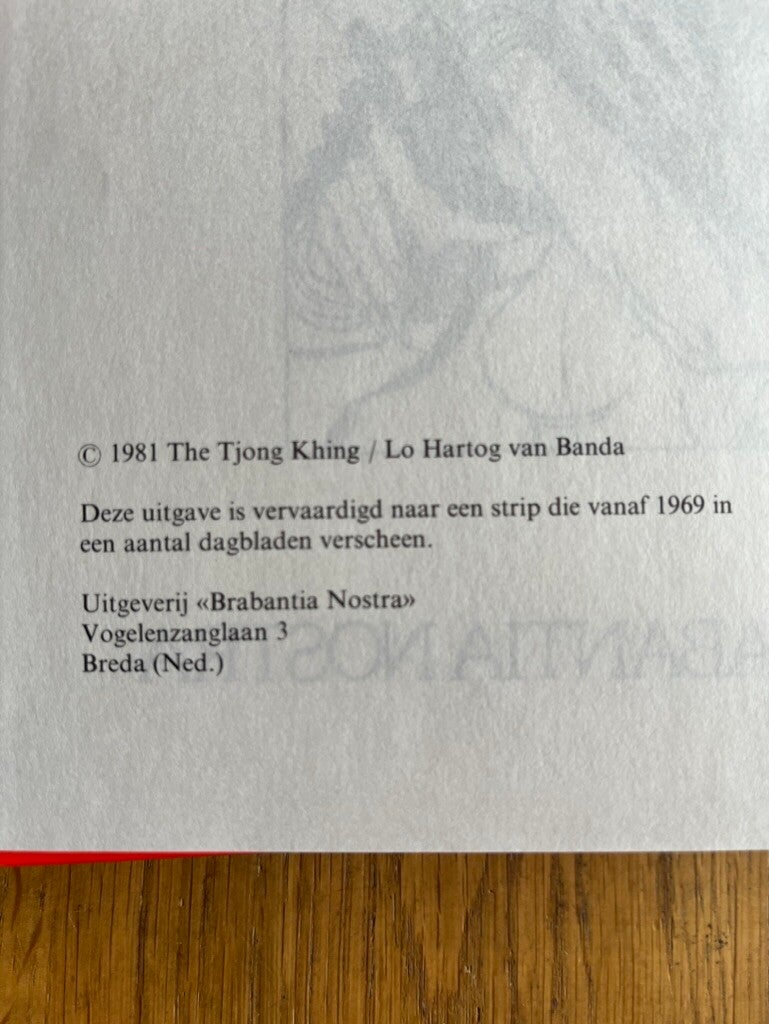 © 1981 The Tjong Khing / Lo Hartog van Banda
Deze uitgave is vervaardigd naar een strip die vanaf 1969 in
een aantal dagbladen verscheen.
Uitgeverij «Brabantia Nostra»
Vogelenzanglaan 3
Breda (Ned.)